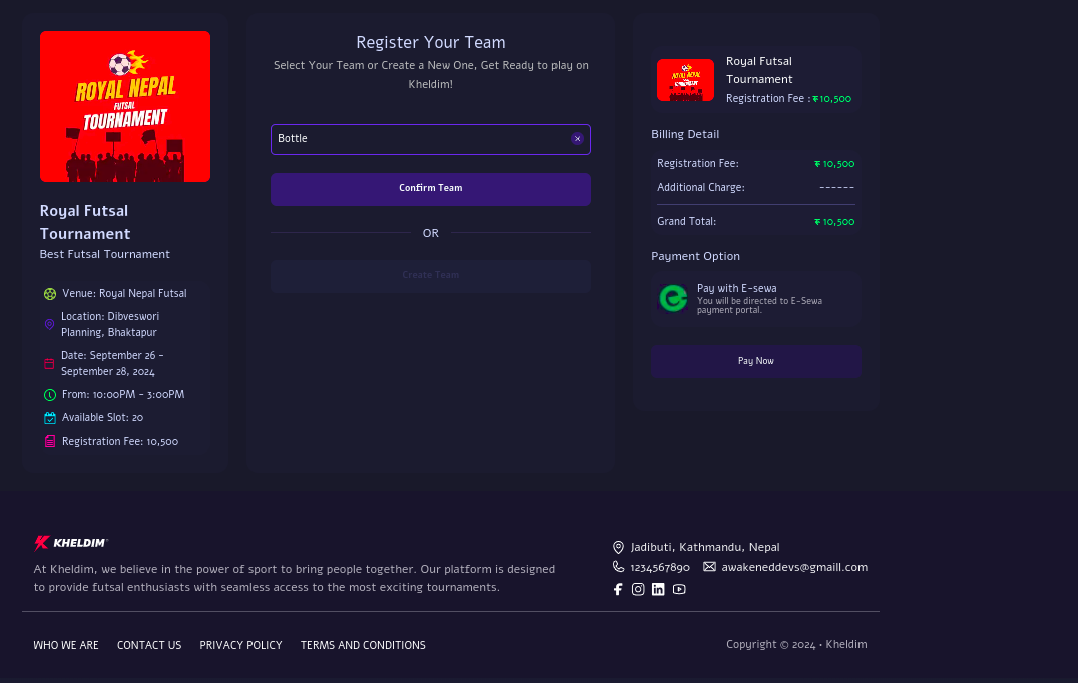 ROYAL NEPAL
FUTSAL
TOURNAMENT
Royal Futsal
Tournament
Best Futsal Tournament
Venue: Royal Nepal Futsal
Location: Dibveswori
Planning, Bhaktapur
Date: September 26 -
September 28, 2024
From: 10:00PM - 3:00PM
Available Slot: 20
Registration Fee: 10,500
Register Your Team
Select Your Team or Create a New One, Get Ready to play on
Kheldim!
Bottle
Confirm Team
OR
Create Team
ROYAL NEPAL
TOURNAMENT
Royal Futsal
Tournament
Registration Fee : रु 10,500
Billing Detail
Registration Fee: रु 10,500
Additional Charge: ------
Grand Total: रु 10,500
Payment Option
Pay with E-sewa
You will be directed to E-Sewa
payment portal.
Pay Now
KHELDIM
At Kheldim, we believe in the power of sport to bring people together. Our platform is designed
to provide futsal enthusiasts with seamless access to the most exciting tournaments.
Jadibuti, Kathmandu, Nepal
1234567890 awakeneddevs@gmaill.com
WHO WE ARE CONTACT US PRIVACY POLICY TERMS AND CONDITIONS
Copyright © 2024 • Kheldim